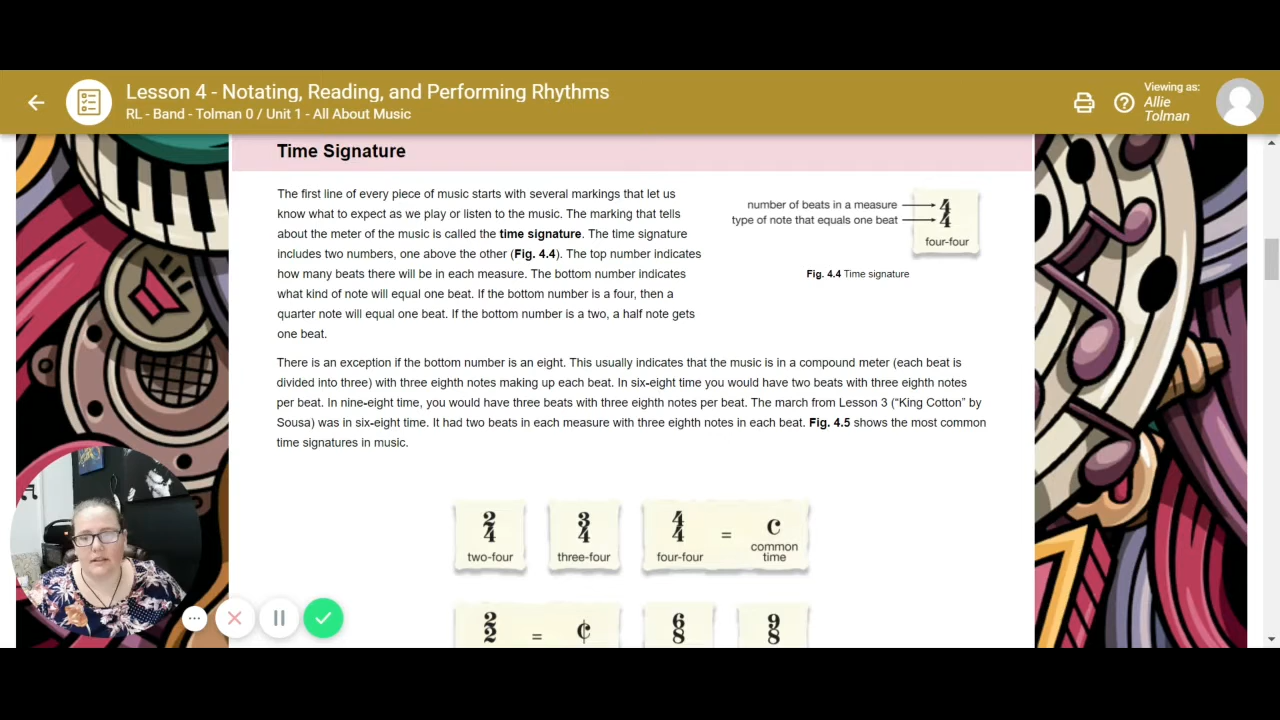 Lesson 4 - Notating, Reading, and Performing Rhythms
RL - Band - Tolman 0 / Unit 1 - All About Music
Viewing as:
Allie
Tolman
Time Signature
The first line of every piece of music starts with several markings that let us
know what to expect as we play or listen to the music. The marking that tells
about the meter of the music is called the time signature. The time signature
includes two numbers, one above the other (Fig. 4.4). The top number indicates
how many beats there will be in each measure. The bottom number indicates
what kind of note will equal one beat. If the bottom number is a four, then a
quarter note will equal one beat. If the bottom number is a two, a half note gets
one beat.
number of beats in a measure 4
type of note that equals one beat 4
four-four
Fig. 4.4 Time signature
There is an exception if the bottom number is an eight. This usually indicates that the music is in a compound meter (each beat is
divided into three) with three eighth notes making up each beat. In six-eight time you would have two beats with three eighth notes
per beat. In nine-eight time, you would have three beats with three eighth notes per beat. The march from Lesson 3 (“King Cotton” by
Sousa) was in six-eight time. It had two beats in each measure with three eighth notes in each beat. Fig. 4.5 shows the most common
time signatures in music.
2 3 4
4 4 4 = c
two-four three-four four-four common
time
2 6 9
2 = ¢ 8 8